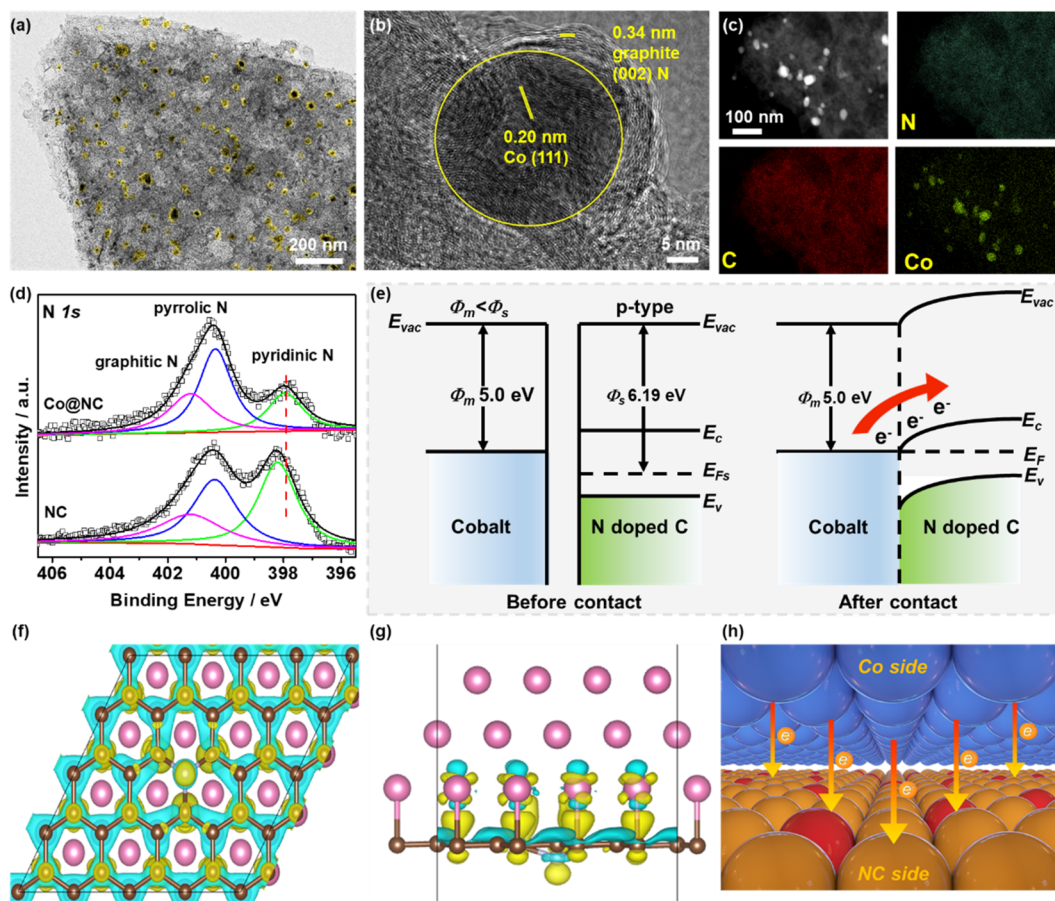 (a)
200 nm
(b)
0.34 nm
graphite
(002) N
0.20 nm
Co (111)
5 nm
(c)
100 nm
N
C
Co
(d)
N 1s
pyrrolic N
graphitic N
pyridinic N
Co@NC
NC
Intensity / a.u.
406 404 402 400 398 396
Binding Energy / eV
(e)
Φm<Φs
p-type
Evac
Evac
Evac
Φm 5.0 eV
Φs 6.19 eV
Φm 5.0 eV
e- e- e-
Ec
EFs
Ev
Ec
EF
Ev
Cobalt
N doped C
Cobalt
N doped C
Before contact
After contact
(f)
(g)
(h)
Co side
e
e
e
e
e
NC side